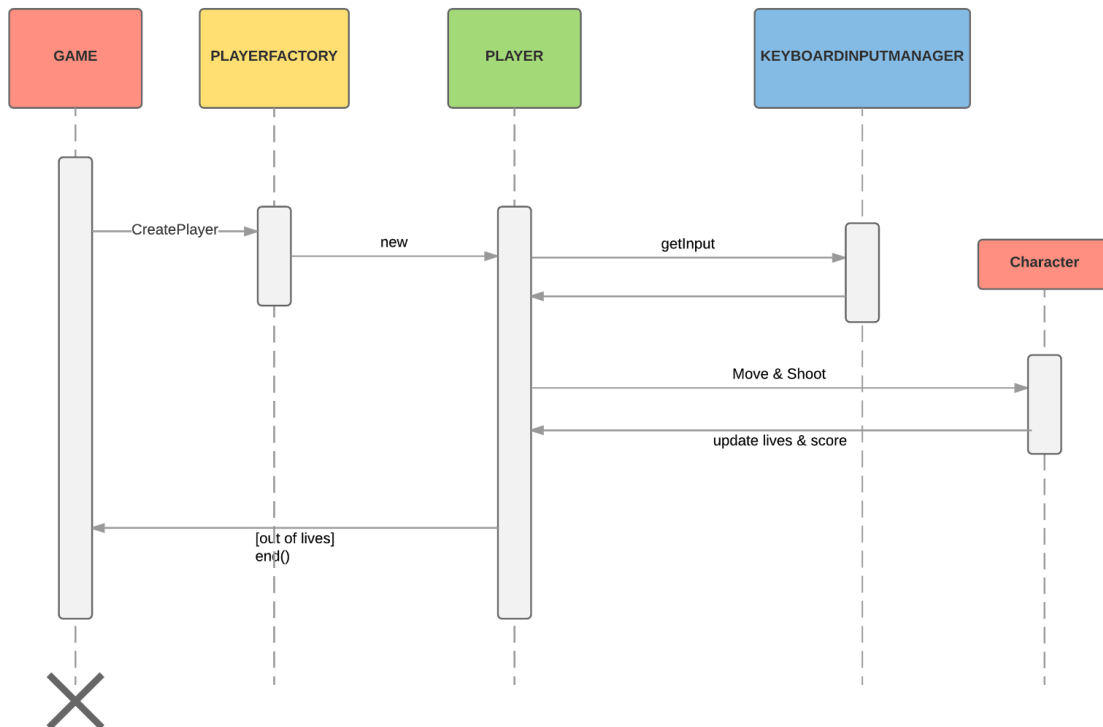 GAME
PLAYERFACTORY
PLAYER
KEYBOARDINPUTMANAGER
CreatePlayer
new
getInput
Character
Move & Shoot
update lives & score
[out of lives]
end()